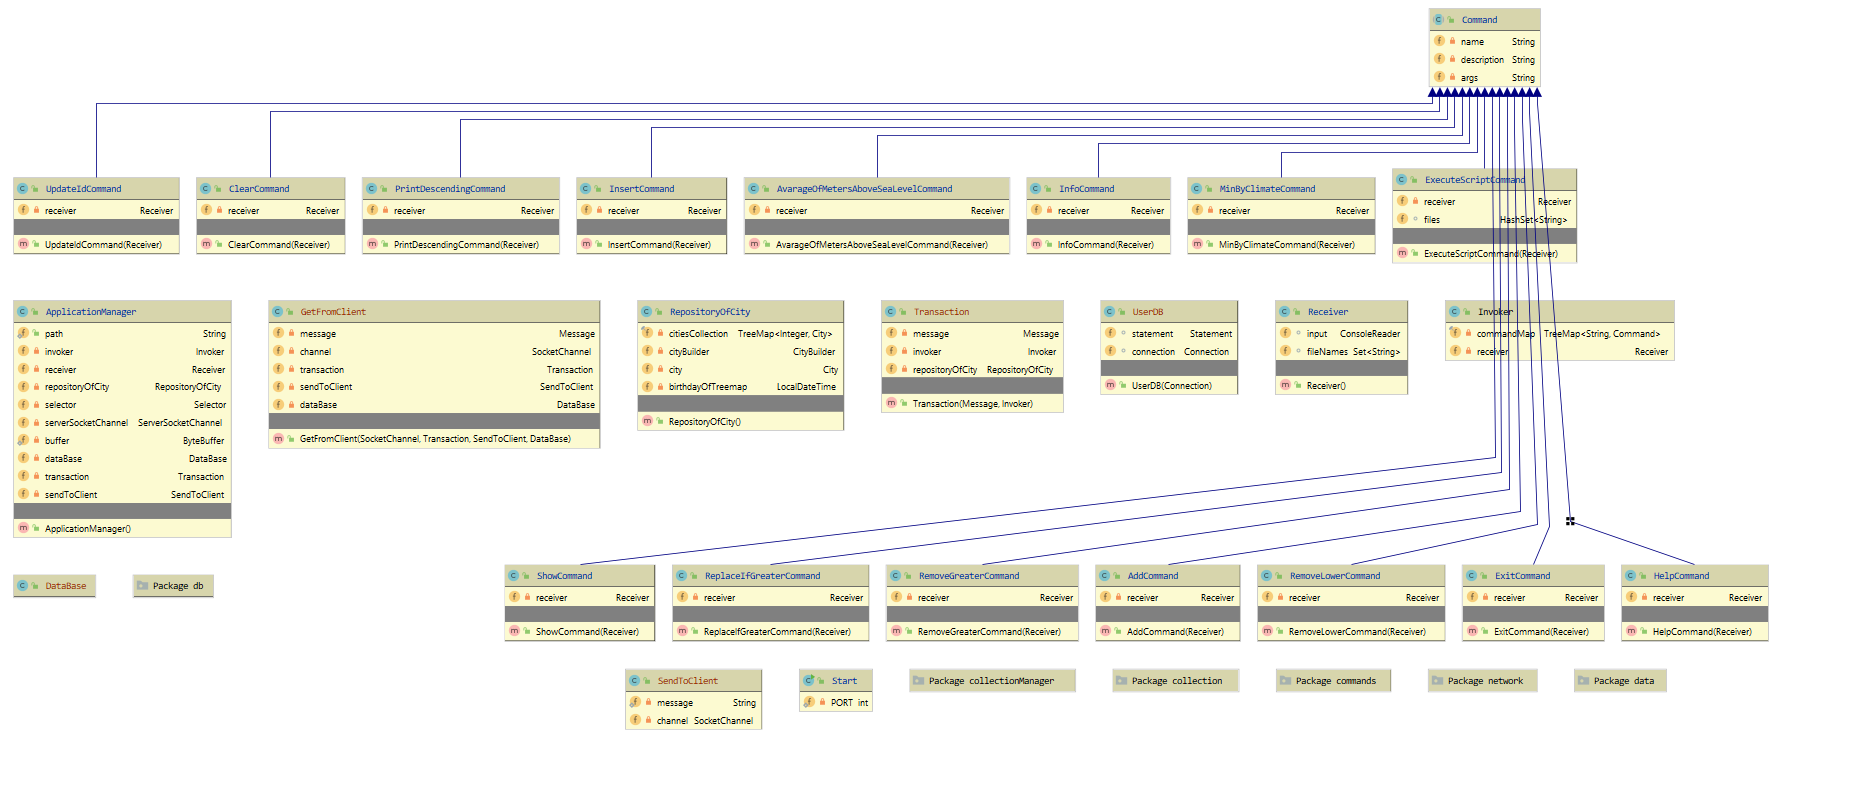 Command
name String
description String
args String
UpdateIdCommand
receiver Receiver
UpdateIdCommand(Receiver)
ClearCommand
receiver Receiver
ClearCommand(Receiver)
PrintDescendingCommand
receiver Receiver
PrintDescendingCommand(Receiver)
InsertCommand
receiver Receiver
InsertCommand(Receiver)
AvarageOfMetersAboveSeaLevelCommand
receiver Receiver
AvarageOfMetersAboveSeaLevelCommand(Receiver)
InfoCommand
receiver Receiver
InfoCommand(Receiver)
MinByClimateCommand
receiver Receiver
MinByClimateCommand(Receiver)
ExecuteScriptCommand
receiver Receiver
files HashSet<String>
ExecuteScriptCommand(Receiver)
ApplicationManager
path String
invoker Invoker
receiver Receiver
repositoryOfCity RepositoryOfCity
selector Selector
serverSocketChannel ServerSocketChannel
buffer ByteBuffer
dataBase DataBase
transaction Transaction
sendToClient SendToClient
ApplicationManager()
GetFromClient
message Message
channel SocketChannel
transaction Transaction
sendToClient SendToClient
dataBase DataBase
GetFromClient(SocketChannel, Transaction, SendToClient, DataBase)
RepositoryOfCity
citiesCollection TreeMap<Integer, City>
cityBuilder CityBuilder
city City
birthdayOfTreemap LocalDateTime
RepositoryOfCity()
Transaction
message Message
invoker Invoker
repositoryOfCity RepositoryOfCity
Transaction(Message, Invoker)
UserDB
statement Statement
connection Connection
UserDB(Connection)
Receiver
input ConsoleReader
fileNames Set<String>
Receiver()
Invoker
commandMap TreeMap<String, Command>
receiver Receiver
DataBase
Package db
ShowCommand
receiver Receiver
ShowCommand(Receiver)
ReplaceIfGreaterCommand
receiver Receiver
ReplaceIfGreaterCommand(Receiver)
RemoveGreaterCommand
receiver Receiver
RemoveGreaterCommand(Receiver)
AddCommand
receiver Receiver
AddCommand(Receiver)
RemoveLowerCommand
receiver Receiver
RemoveLowerCommand(Receiver)
ExitCommand
receiver Receiver
ExitCommand(Receiver)
HelpCommand
receiver Receiver
HelpCommand(Receiver)
SendToClient
message String
channel SocketChannel
Start
PORT int
Package collectionManager
Package collection
Package commands
Package network
Package data